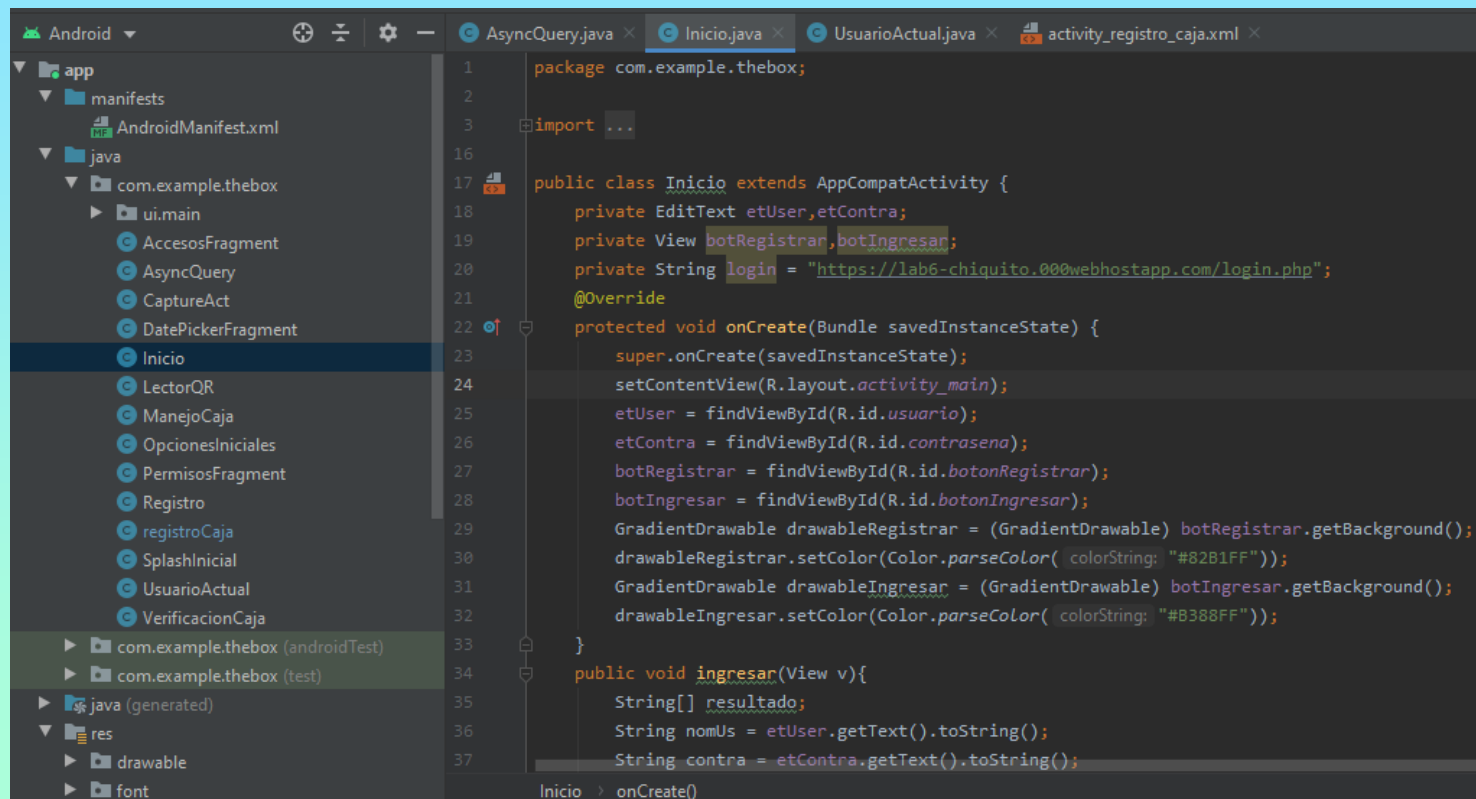 Android
AsyncQuery.java
Inicio.java
UsuarioActual.java
activity_registro_caja.xml
app
manifests
AndroidManifest.xml
java
com.example.thebox
ui.main
AccesosFragment
AsyncQuery
CaptureAct
DatePickerFragment
Inicio
LectorQR
ManejoCaja
OpcionesIniciales
PermisosFragment
Registro
registroCaja
SplashInicial
UsuarioActual
VerificacionCaja
com.example.thebox (androidTest)
com.example.thebox (test)
java (generated)
res
drawable
font
1 package com.example.thebox;
2
3 import ...
16
17 public class Inicio extends AppCompatActivity {
18 private EditText etUser,etContra;
19 private View botRegistrar,botIngresar;
20 private String login = "https://lab6-chiquito.000webhostapp.com/login.php";
21 @Override
22 protected void onCreate(Bundle savedInstanceState) {
23 super.onCreate(savedInstanceState);
24 setContentView(R.layout.activity_main);
25 etUser = findViewById(R.id.usuario);
26 etContra = findViewById(R.id.contrasena);
27 botRegistrar = findViewById(R.id.botonRegistrar);
28 botIngresar = findViewById(R.id.botonIngresar);
29 GradientDrawable drawableRegistrar = (GradientDrawable) botRegistrar.getBackground();
30 drawableRegistrar.setColor(Color.parseColor( colorString: "#82B1FF"));
31 GradientDrawable drawableIngresar = (GradientDrawable) botIngresar.getBackground();
32 drawableIngresar.setColor(Color.parseColor( colorString: "#B388FF"));
33 }
34 public void ingresar(View v){
35 String[] resultado;
36 String nomUs = etUser.getText().toString();
37 String contra = etContra.getText().toString();
Inicio > onCreate()